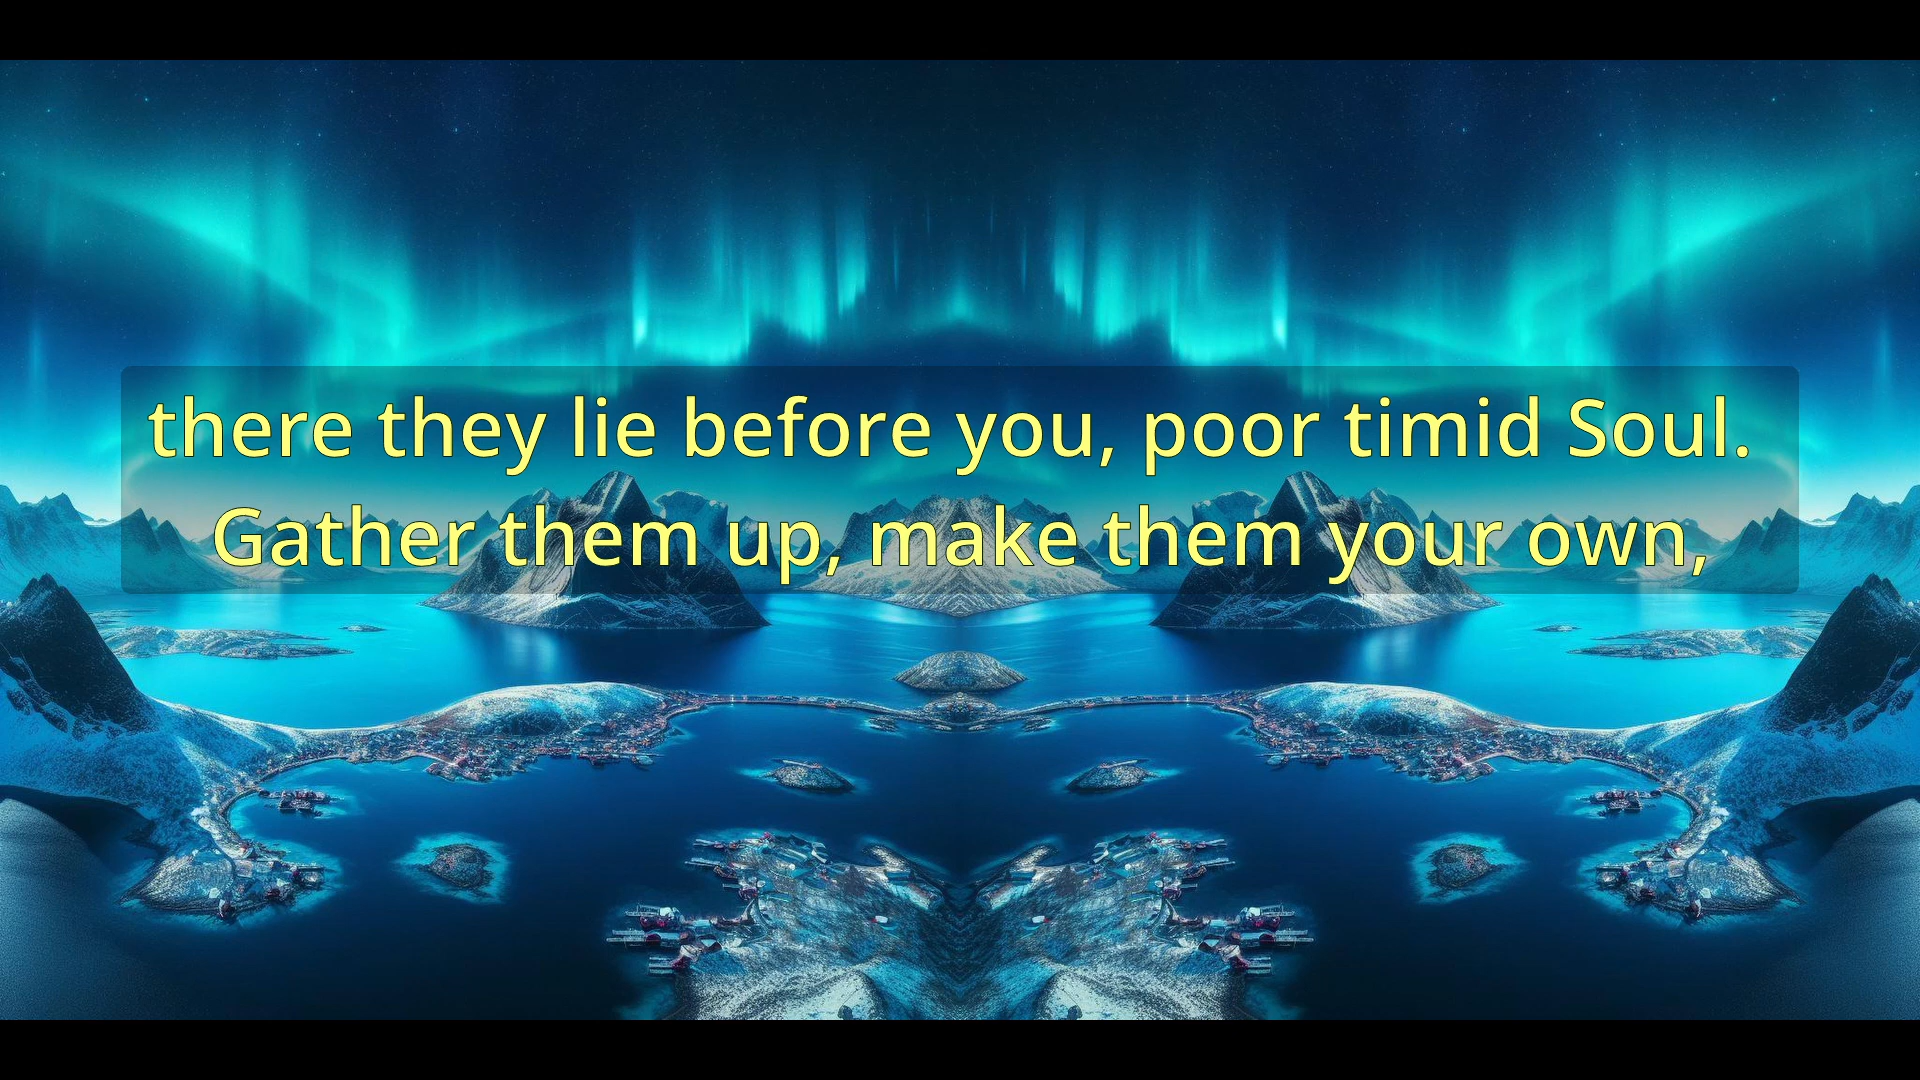 there they lie before you, poor timid Soul.
Gather them up, make them your own,